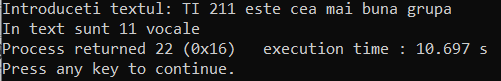 Introduceti textul: TI 211 este cea mai buna grupa
In text sunt 11 vocale
Process returned 22 (0x16)   execution time : 10.697 s
Press any key to continue.